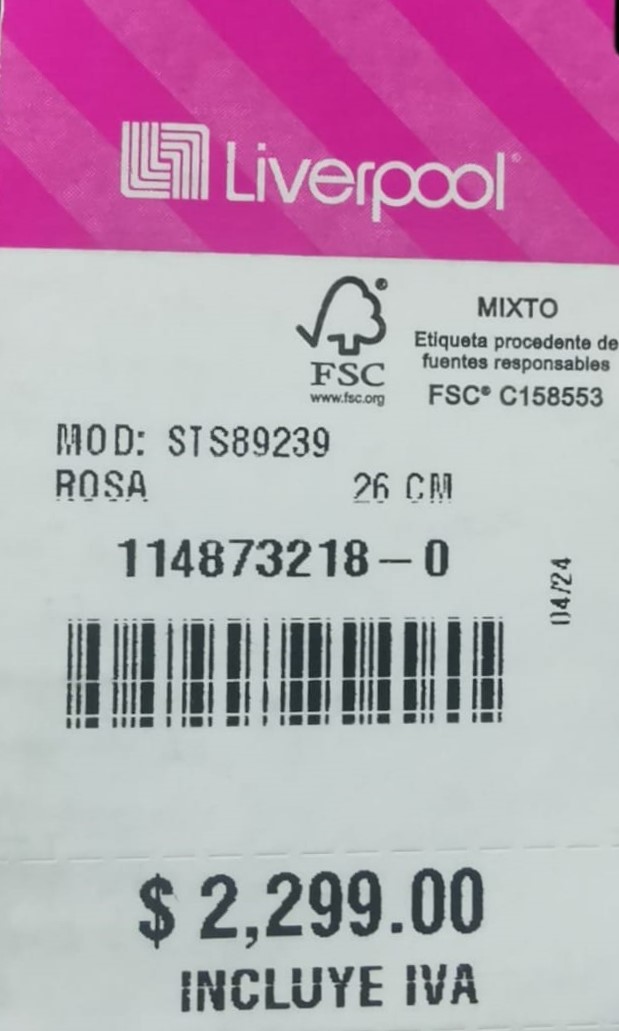 Liverpool®
FSC®
www.fsc.org
MIXTO
Etiqueta procedente de
fuentes responsables
FSC® C158553
MOD: STS89239
ROSA 26 CM
114873218-0
04/24
$ 2,299.00
INCLUYE IVA